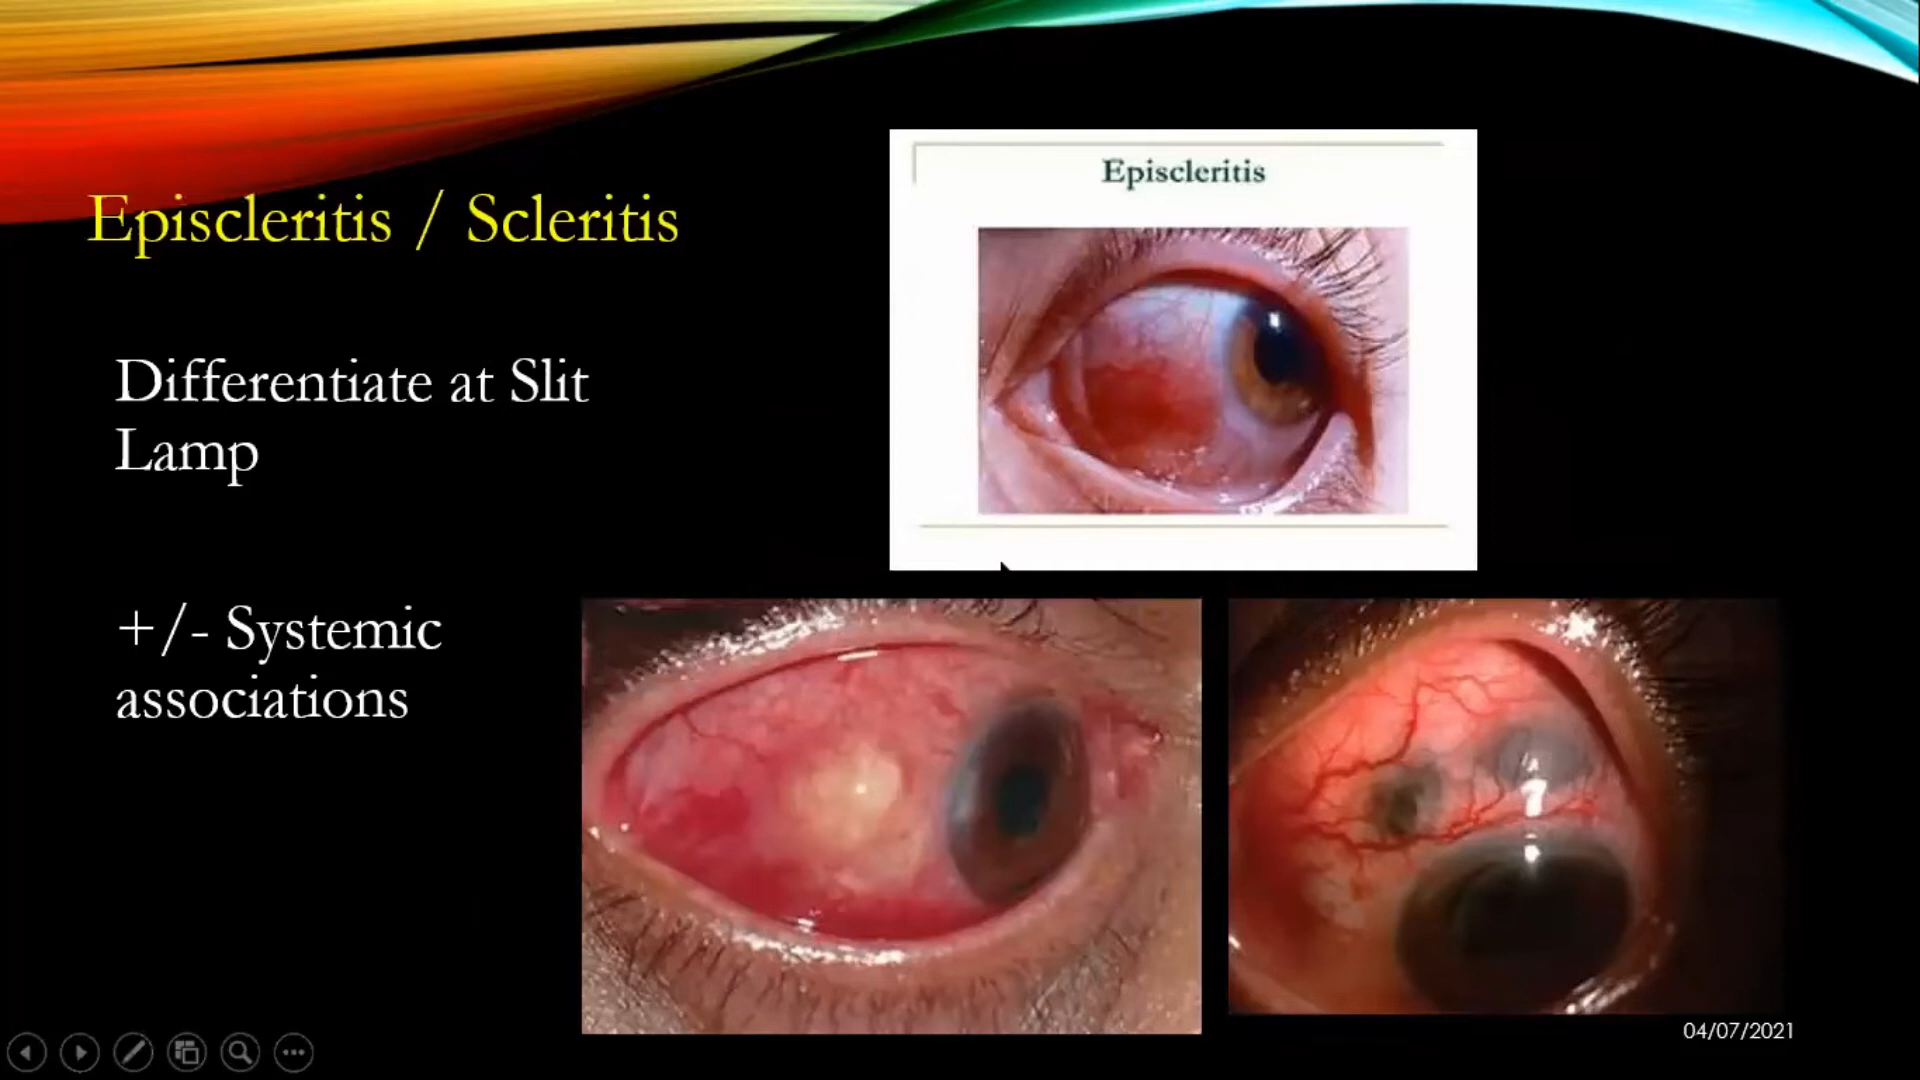 Episcleritis / Scleritis
Differentiate at Slit
Lamp
+/- Systemic
associations
Episcleritis
04/07/2021